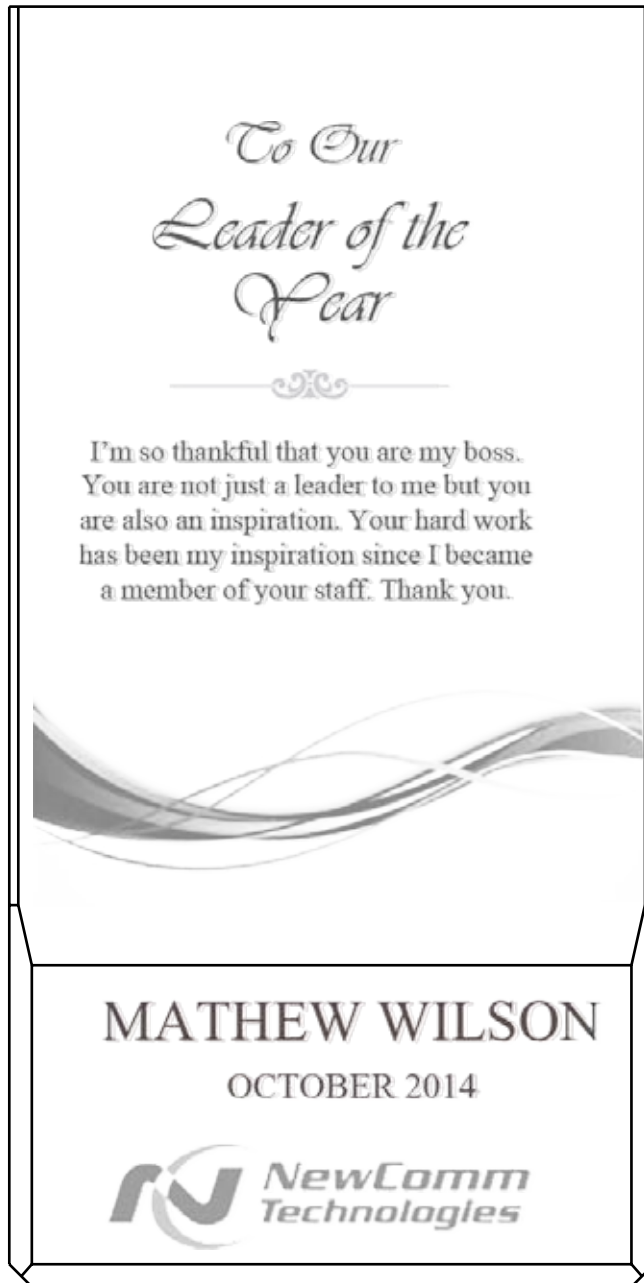 To Our
Leader of the
Year
I'm so thankful that you are my boss.
You are not just a leader to me but you
are also an inspiration. Your hard work
has been my inspiration since I became
a member of your staff. Thank you.
MATHEW WILSON
OCTOBER 2014
NewComm
Technologies